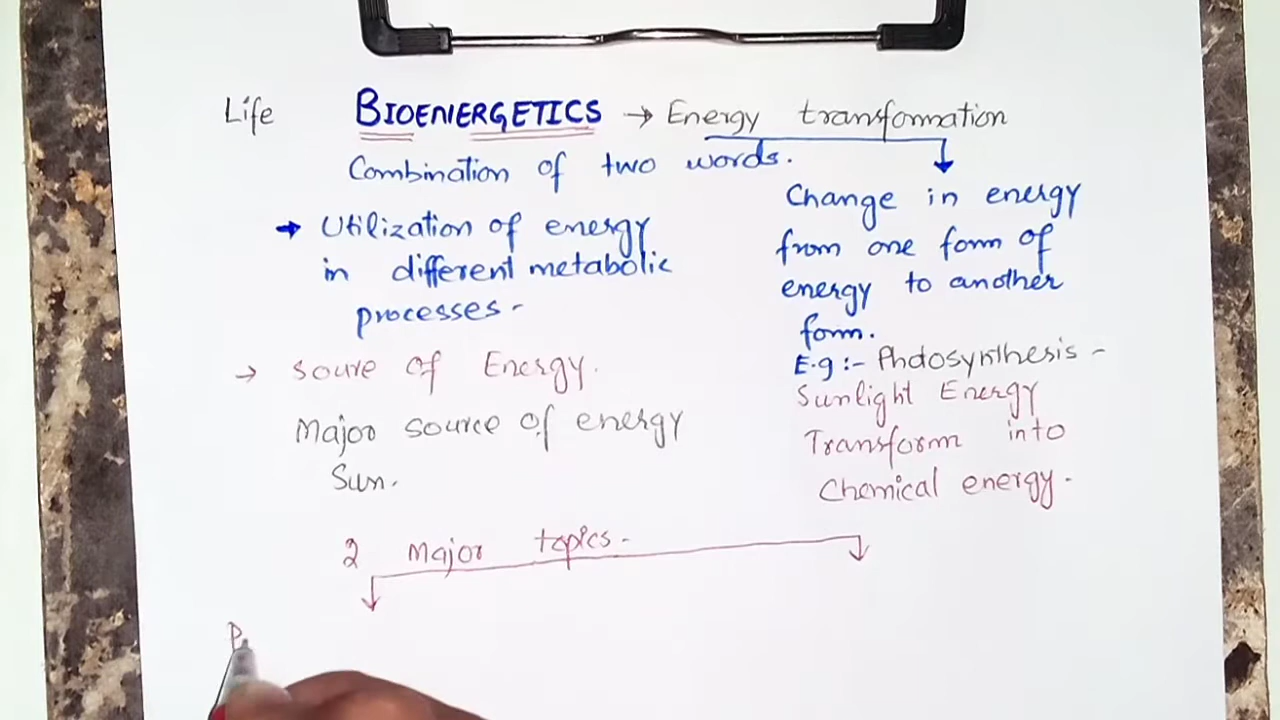 Life BIOENERGETICS → Energy transformation
Combination of two words.
→ Utilization of energy
in different metabolic
processes -
→ Soure of Energy.
Major source of energy
Sun.
Change in energy
from one form of
energy to another
form.
E.g :- Phdosynthesis -
Sunlight Energy
Transform into
Chemical energy.
2 Major topics.
P